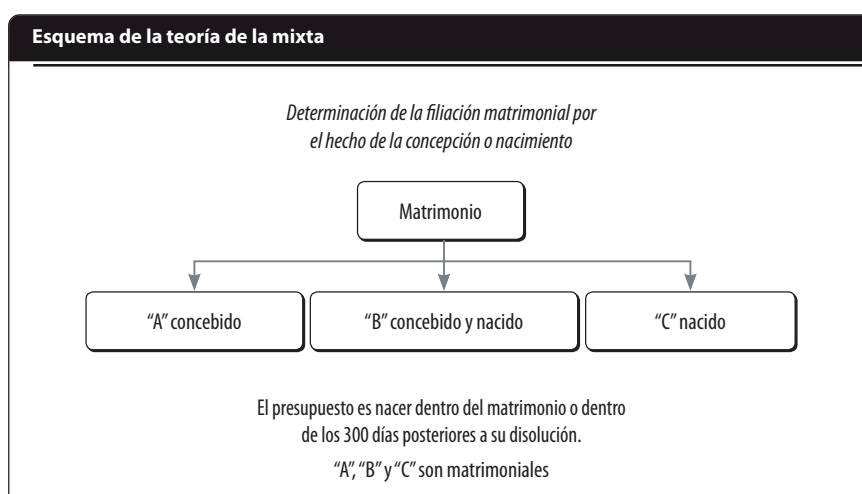 Esquema de la teoría de la mixta
Determinación de la filiación matrimonial por
el hecho de la concepción o nacimiento
Matrimonio
“A” concebido
“B” concebido y nacido
“C” nacido
El presupuesto es nacer dentro del matrimonio o dentro
de los 300 días posteriores a su disolución.
“A”, “B” y “C” son matrimoniales